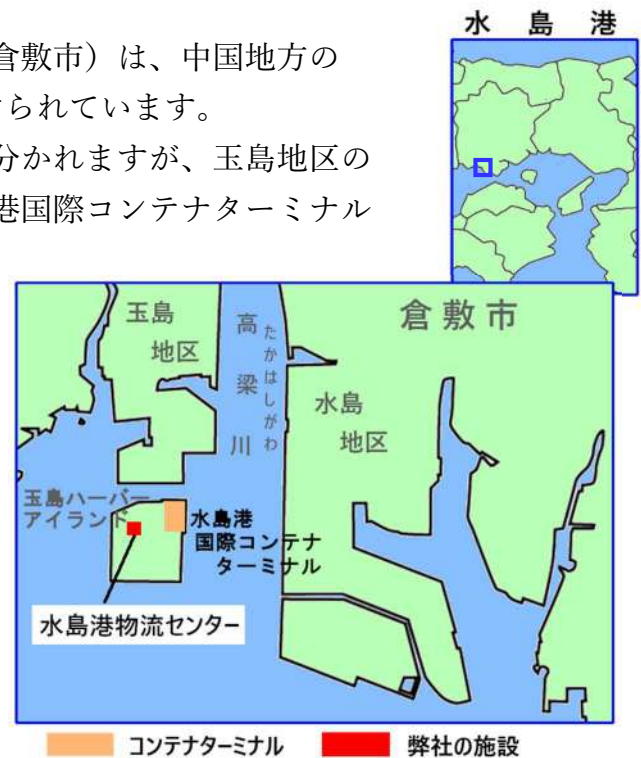 水島港
倉敷市）は、中国地方の
られています。
分かれますが、玉島地区の
港国際コンテナターミナル
倉敷市
玉島
地区
高梁川
たかはしがわ
水島
地区
玉島ハーバー
アイランド
水島港
国際コンテナ
ターミナル
水島港物流センター
コンテナターミナル
弊社の施設